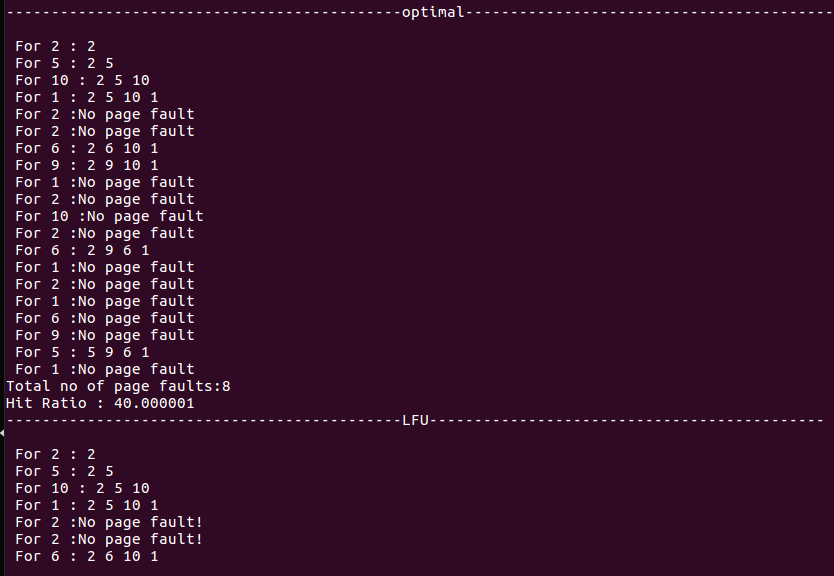 --------------------------------------------optimal-----------------------------------------
For 2 : 2
For 5 : 2 5
For 10 : 2 5 10
For 1 : 2 5 10 1
For 2 :No page fault
For 2 :No page fault
For 6 : 2 6 10 1
For 9 : 2 9 10 1
For 1 :No page fault
For 2 :No page fault
For 10 :No page fault
For 2 :No page fault
For 6 : 2 9 6 1
For 1 :No page fault
For 2 :No page fault
For 1 :No page fault
For 6 :No page fault
For 9 :No page fault
For 5 : 5 9 6 1
For 1 :No page fault
Total no of page faults:8
Hit Ratio : 40.000001
--------------------------------------------LFU--------------------------------------------
For 2 : 2
For 5 : 2 5
For 10 : 2 5 10
For 1 : 2 5 10 1
For 2 :No page fault!
For 2 :No page fault!
For 6 : 2 6 10 1